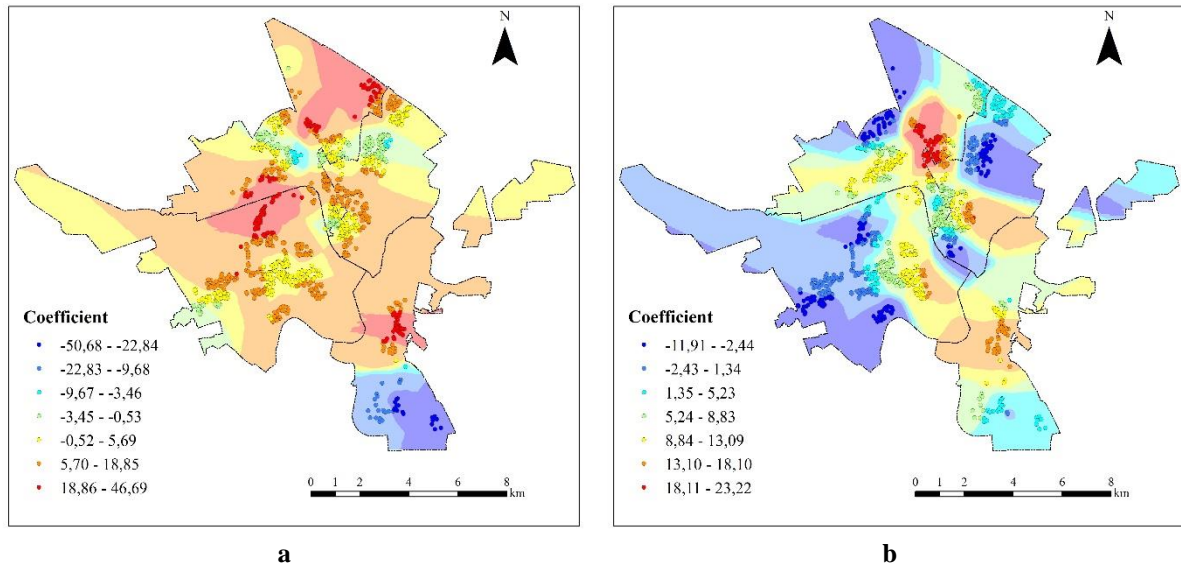 N
Coefficient
-50,68 - -22,84
-22,83 - -9,68
-9,67 - -3,46
-3,45 - -0,53
-0,52 - 5,69
5,70 - 18,85
18,86 - 46,69
0 1 2 4 6 8
km
a
N
Coefficient
-11,91 - -2,44
-2,43 - 1,34
1,35 - 5,23
5,24 - 8,83
8,84 - 13,09
13,10 - 18,10
18,11 - 23,22
0 1 2 4 6 8
km
b